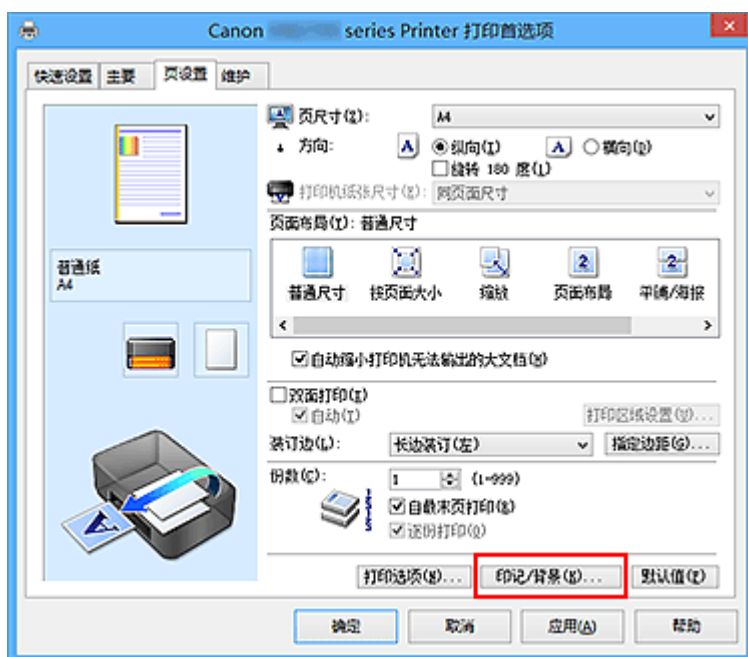 Canon series Printer 打印首选项
快速设置 主要 页设置 维护
页尺寸(Z): A4
方向: A 纵向(I) A 横向(D)
旋转 180 度(L)
打印机纸张尺寸(E): 同页面尺寸
页面布局(Y): 普通尺寸
普通纸
A4
普通尺寸 按页面大小 缩放 页面布局 平铺/海报
自动缩小打印机无法输出的大文档(N)
双面打印(X)
自动(T) 打印区域设置(U)...
装订边(L): 长边装订(左) 指定边距(G)...
份数(C): 1 (1-999)
自最末页打印(R)
逐份打印(O)
打印选项(N)... 印记/背景(K)... 默认值(F)
确定 取消 应用(A) 帮助